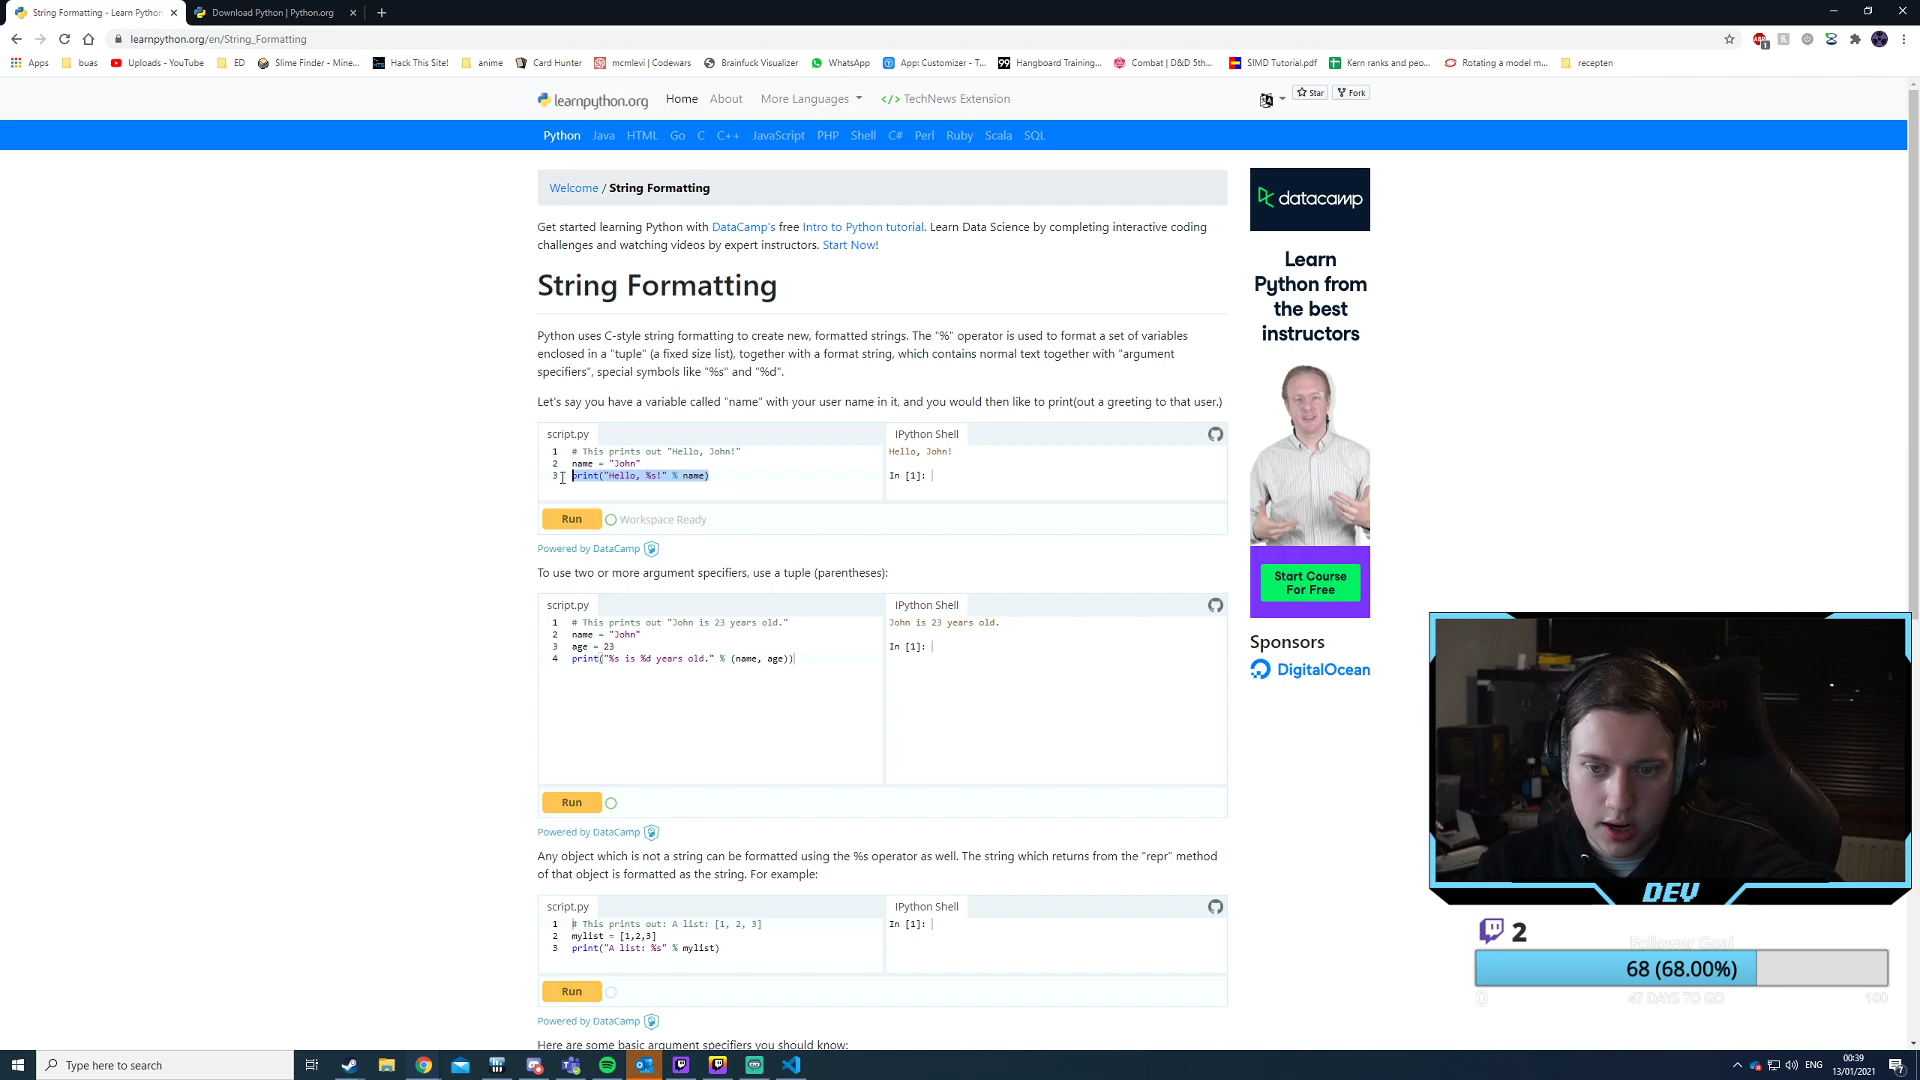 String Formatting - Learn Python
Download Python | Python.org
learnpython.org/en/String_Formatting
Apps
buas
Uploads - YouTube
ED
Slime Finder - Mine...
Hack This Site!
anime
Card Hunter
mcmlevi | Codewars
Brainfuck Visualizer
WhatsApp
App: Customizer - T...
Hangboard Training...
Combat | D&D 5th...
SIMD Tutorial.pdf
Kern ranks and peo...
Rotating a model m...
recepten
learnpython.org
Home
About
More Languages
</> TechNews Extension
Star
Fork
Python Java HTML Go C C++ JavaScript PHP Shell C# Perl Ruby Scala SQL
Welcome / String Formatting
Get started learning Python with DataCamp's free Intro to Python tutorial. Learn Data Science by completing interactive coding
challenges and watching videos by expert instructors. Start Now!
String Formatting
Python uses C-style string formatting to create new, formatted strings. The "%" operator is used to format a set of variables
enclosed in a "tuple" (a fixed size list), together with a format string, which contains normal text together with "argument
specifiers", special symbols like "%s" and "%d".
Let's say you have a variable called "name" with your user name in it, and you would then like to print(out a greeting to that user.)
script.py
1 # This prints out "Hello, John!"
2 name = "John"
3 print("Hello, %s!" % name)
IPython Shell
Hello, John!
In [1]:
Run
Workspace Ready
Powered by DataCamp
To use two or more argument specifiers, use a tuple (parentheses):
script.py
1 # This prints out "John is 23 years old."
2 name = "John"
3 age = 23
4 print("%s is %d years old." % (name, age))
IPython Shell
John is 23 years old.
In [1]:
Run
Powered by DataCamp
Any object which is not a string can be formatted using the %s operator as well. The string which returns from the "repr" method
of that object is formatted as the string. For example:
script.py
1 # This prints out: A list: [1, 2, 3]
2 mylist = [1,2,3]
3 print("A list: %s" % mylist)
IPython Shell
In [1]:
Run
Powered by DataCamp
Here are some basic argument specifiers you should know:
datacamp
Learn
Python from
the best
instructors
Start Course
For Free
Sponsors
DigitalOcean
DEV
2
Follower Goal
68 (68.00%)
0
47 DAYS TO GO
100
Type here to search
ENG
00:39
13/01/2021